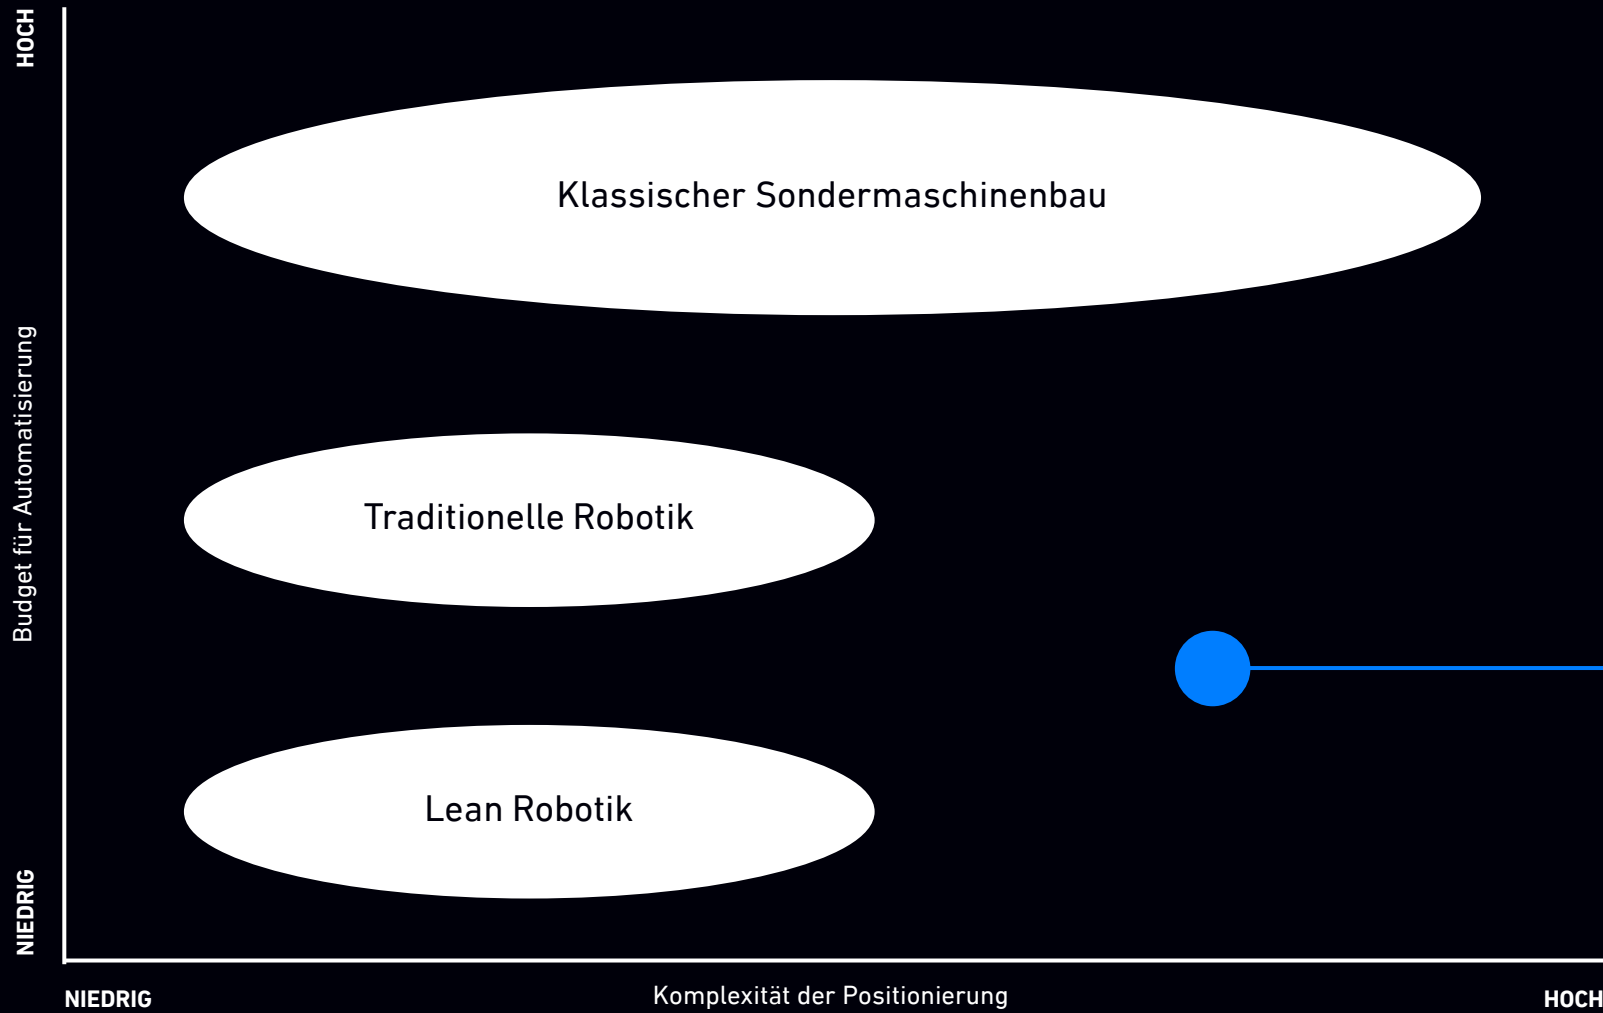 HOCH
Klassischer Sondermaschinenbau
Budget für Automatisierung
Traditionelle Robotik
Lean Robotik
NIEDRIG
NIEDRIG
Komplexität der Positionierung
HOCH